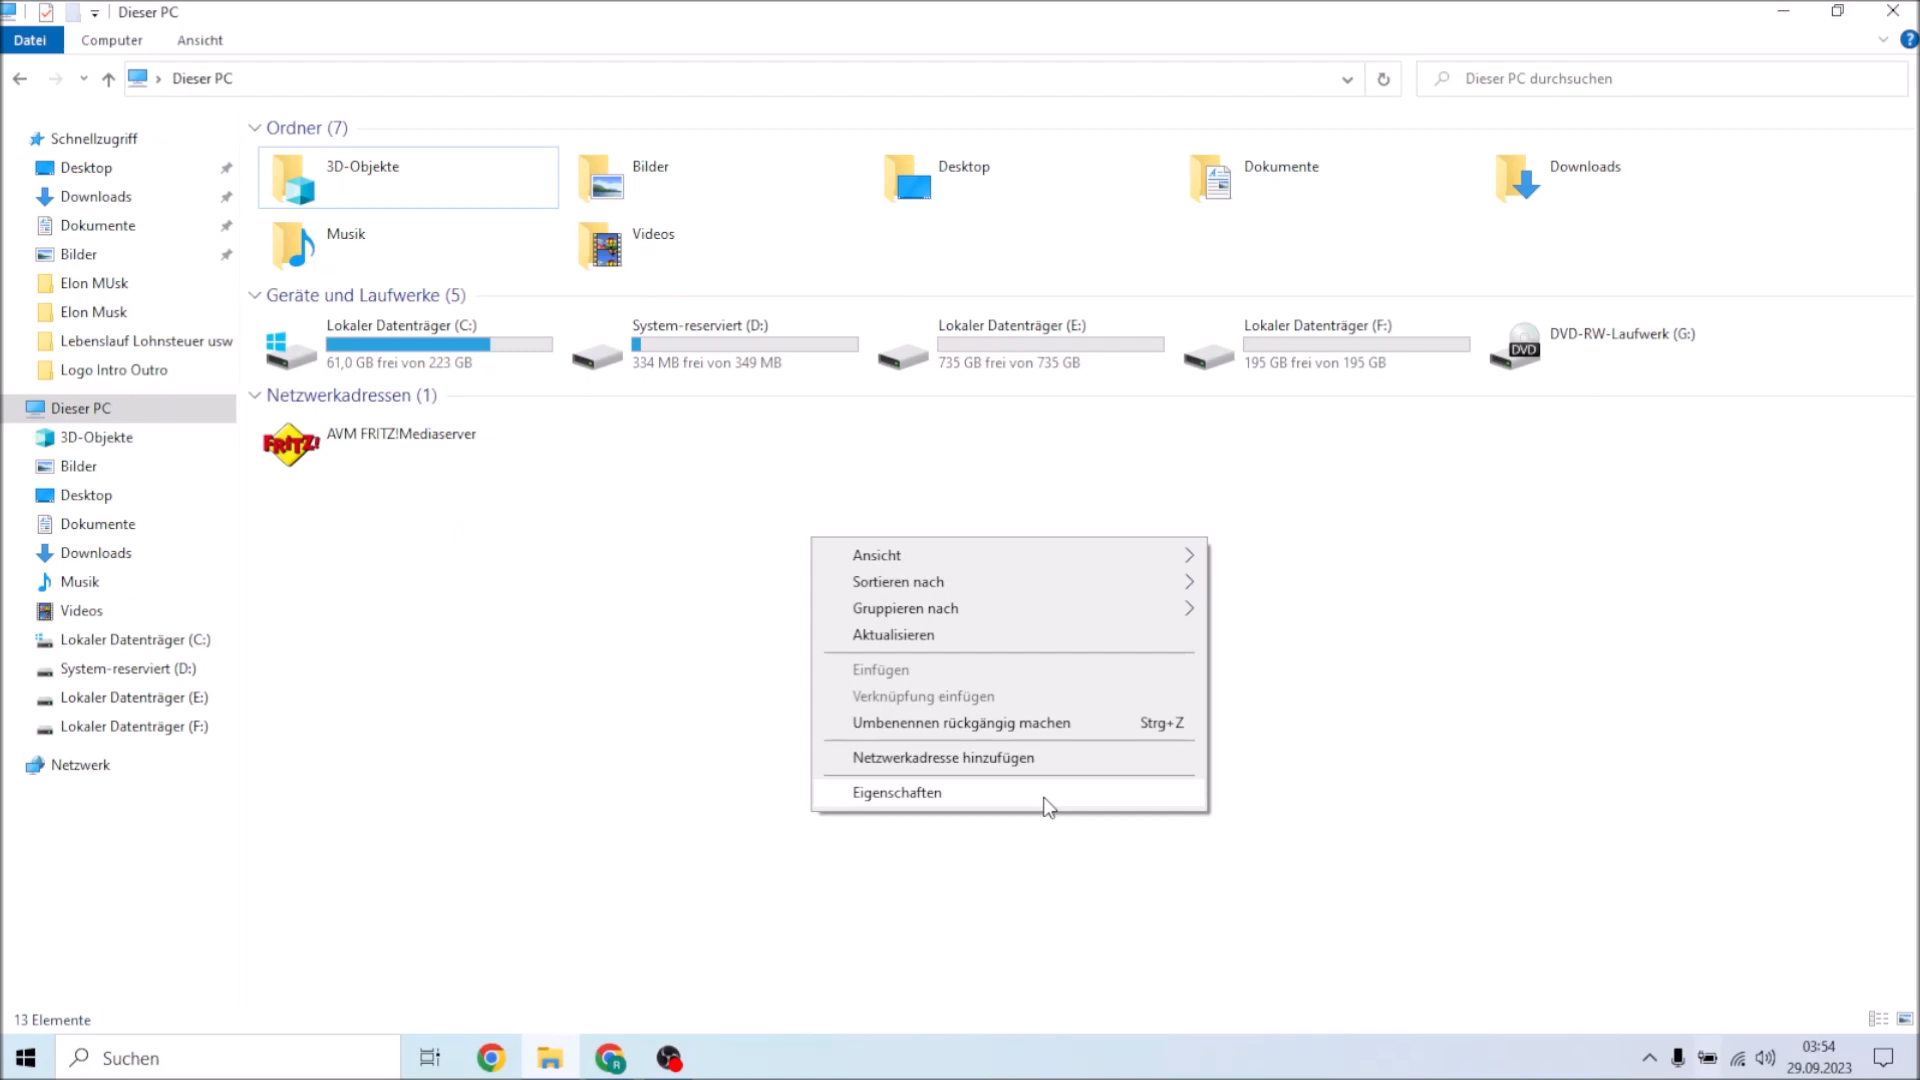 Dieser PC
Datei Computer Ansicht
Dieser PC
Dieser PC durchsuchen
Schnellzugriff
Desktop
Downloads
Dokumente
Bilder
Elon MUsk
Elon Musk
Lebenslauf Lohnsteuer usw
Logo Intro Outro
Dieser PC
3D-Objekte
Bilder
Desktop
Dokumente
Downloads
Musik
Videos
Lokaler Datenträger (C:)
System-reserviert (D:)
Lokaler Datenträger (E:)
Lokaler Datenträger (F:)
Netzwerk
Ordner (7)
3D-Objekte
Bilder
Desktop
Dokumente
Downloads
Musik
Videos
Geräte und Laufwerke (5)
Lokaler Datenträger (C:)
61,0 GB frei von 223 GB
System-reserviert (D:)
334 MB frei von 349 MB
Lokaler Datenträger (E:)
735 GB frei von 735 GB
Lokaler Datenträger (F:)
195 GB frei von 195 GB
DVD
DVD-RW-Laufwerk (G:)
Netzwerkadressen (1)
FRITZ!
AVM FRITZ!Mediaserver
Ansicht
Sortieren nach
Gruppieren nach
Aktualisieren
Einfügen
Verknüpfung einfügen
Umbenennen rückgängig machen Strg+Z
Netzwerkadresse hinzufügen
Eigenschaften
13 Elemente
Suchen
R
03:54
29.09.2023